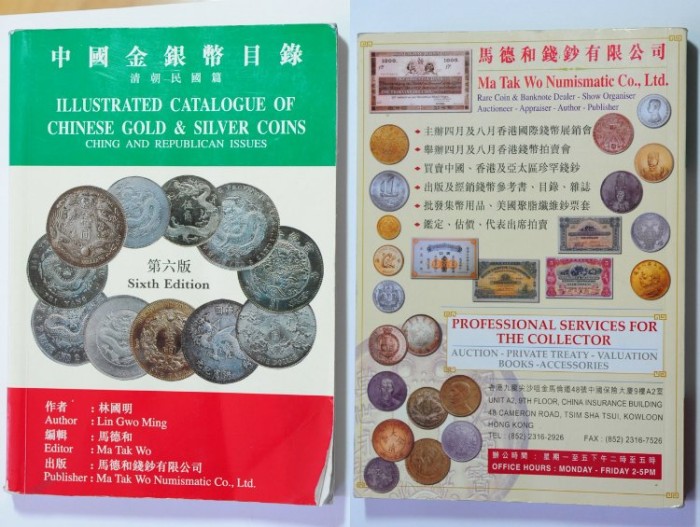 中國金銀幣目錄
清朝—民國篇
ILLUSTRATED CATALOGUE OF
CHINESE GOLD & SILVER COINS
CHING AND REPUBLICAN ISSUES
第六版
Sixth Edition
作者 : 林國明
Author : Lin Gwo Ming
編輯 : 馬德和
Editor : Ma Tak Wo
出版 : 馬德和錢鈔有限公司
Publisher : Ma Tak Wo Numismatic Co., Ltd.
馬德和錢鈔有限公司
Ma Tak Wo Numismatic Co., Ltd.
Rare Coin & Banknote Dealer - Show Organiser
Auctioneer - Appraiser - Author - Publisher
主辦四月及八月香港國際錢幣展銷會
舉辦四月及八月香港錢幣拍賣會
買賣中國、香港及亞太區珍罕錢鈔
出版及經銷錢幣參考書、目錄、雜誌
批發集幣用品、美國聚脂纖維鈔票套
鑑定、估價、代表出席拍賣
PROFESSIONAL SERVICES FOR
THE COLLECTOR
AUCTION - PRIVATE TREATY - VALUATION
BOOKS - ACCESSORIES
香港九龍尖沙咀金馬倫道48號中國保險大廈9樓A2室
UNIT A2, 9TH FLOOR, CHINA INSURANCE BUILDING
48 CAMERON ROAD, TSIM SHA TSUI, KOWLOON
HONG KONG
TEL : (852) 2316-2926 FAX : (852) 2316-7526
辦公時間 : 星期一至五下午二時至五時
OFFICE HOURS : MONDAY - FRIDAY 2-5PM